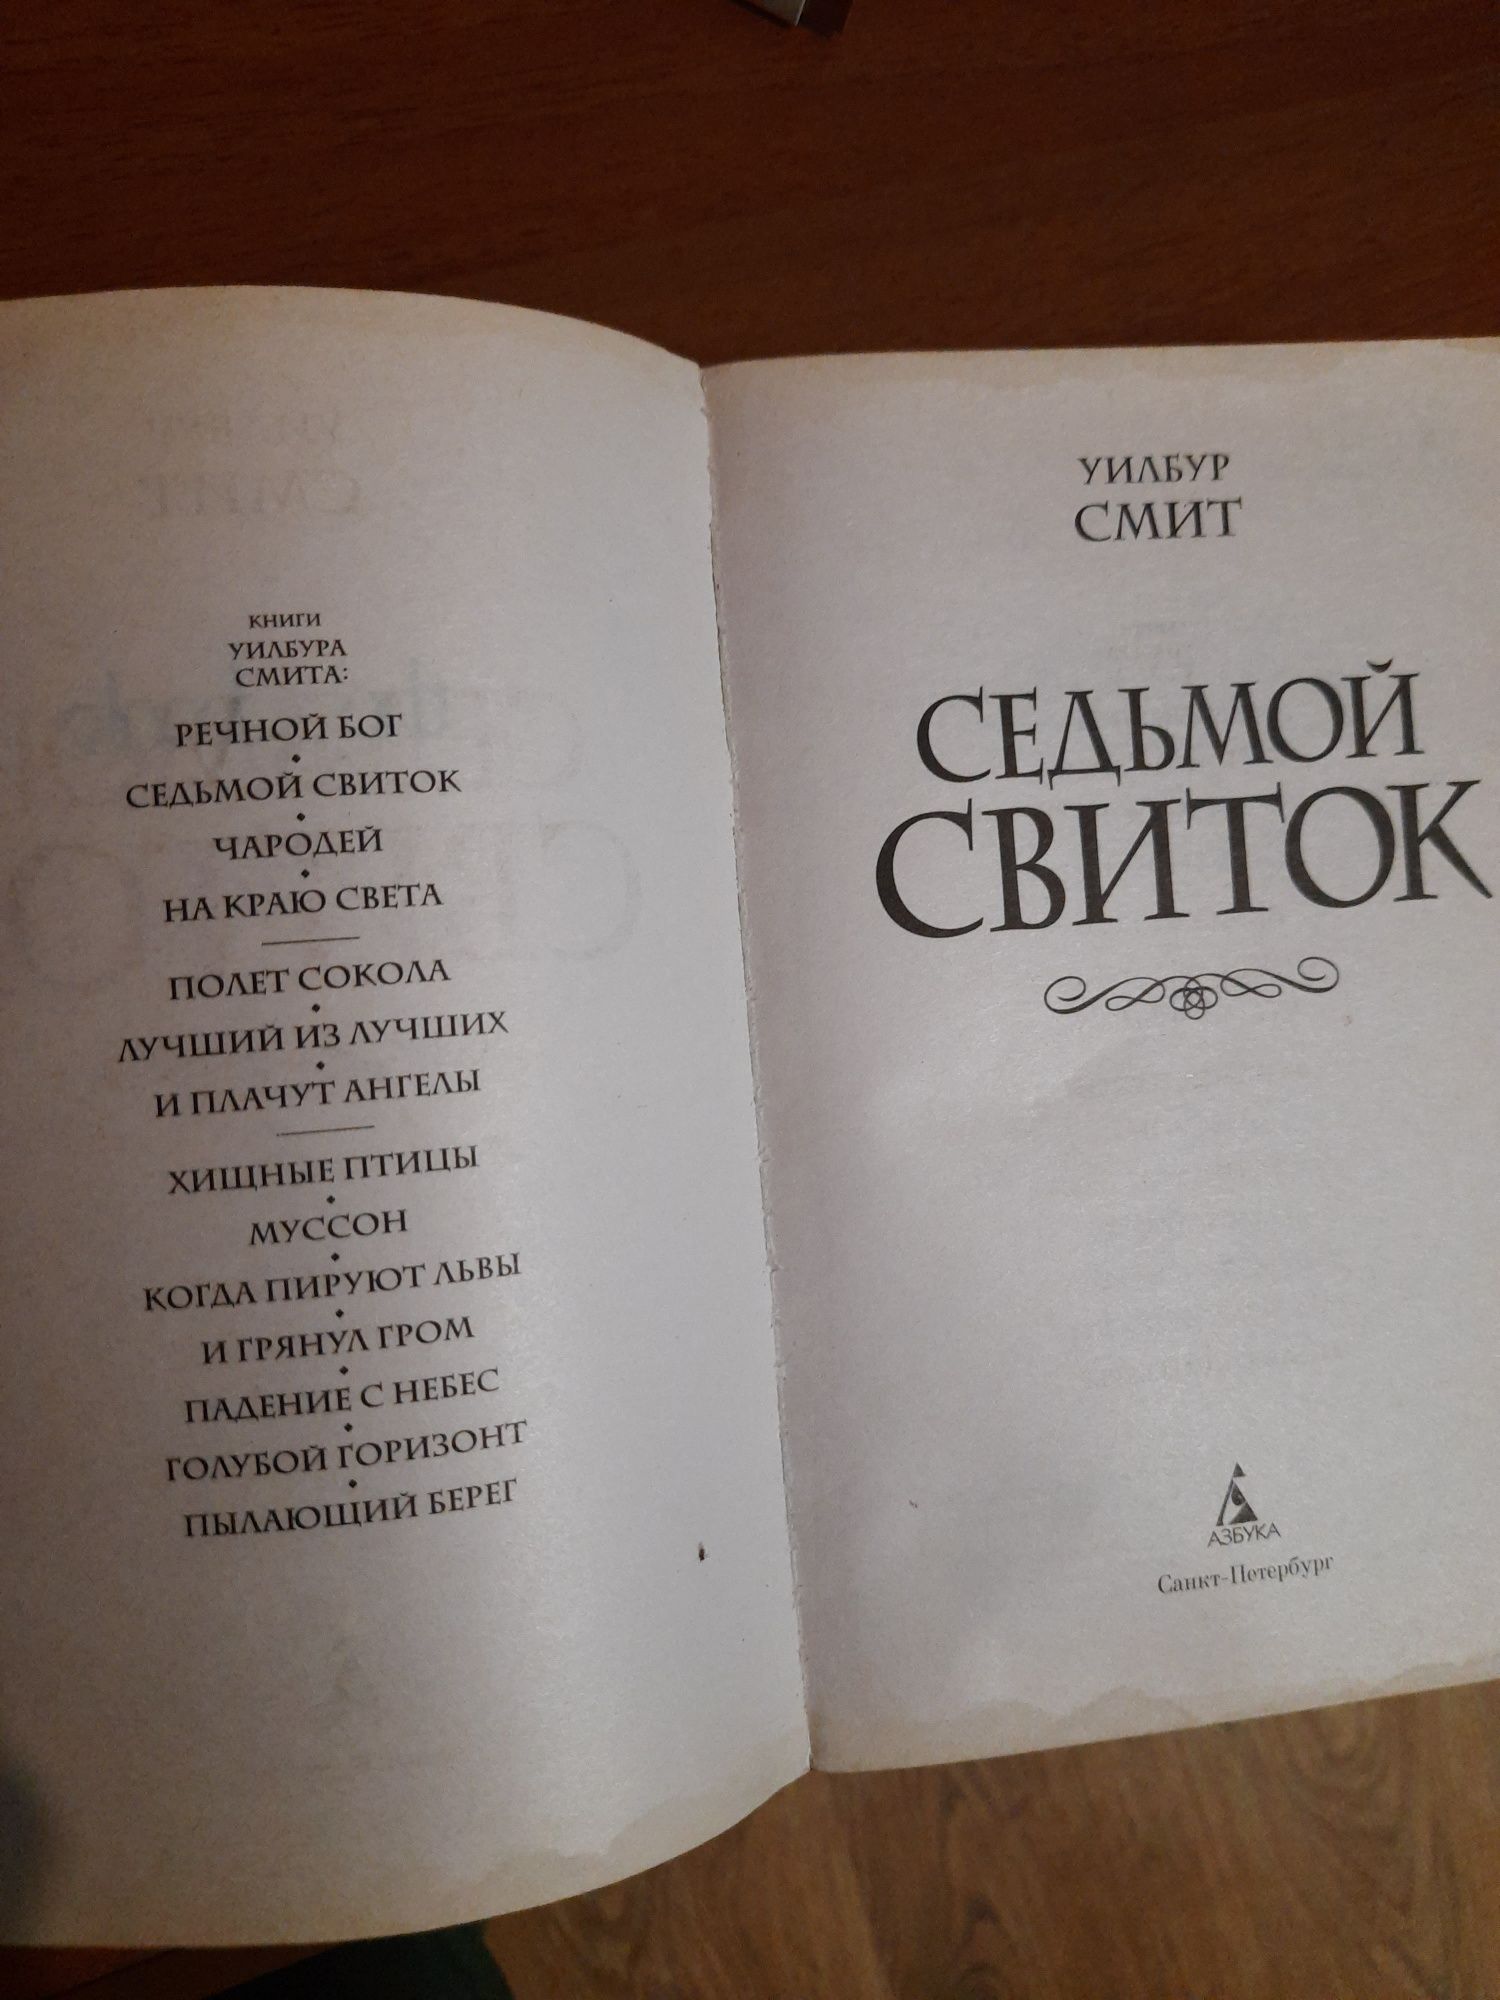 КНИГИ
УИЛБУРА
СМИТА:
РЕЧНОЙ БОГ
СЕДЬМОЙ СВИТОК
ЧАРОДЕЙ
НА КРАЮ СВЕТА
ПОЛЕТ СОКОЛА
ЛУЧШИЙ ИЗ ЛУЧШИХ
И ПЛАЧУТ АНГЕЛЫ
ХИЩНЫЕ ПТИЦЫ
МУССОН
КОГДА ПИРУЮТ ЛЬВЫ
И ГРЯНУЛ ГРОМ
ПАДЕНИЕ С НЕБЕС
ГОЛУБОЙ ГОРИЗОНТ
ПЫЛАЮЩИЙ БЕРЕГ
УИЛБУР
СМИТ
СЕДЬМОЙ
СВИТОК
АЗБУКА
Санкт-Петербург